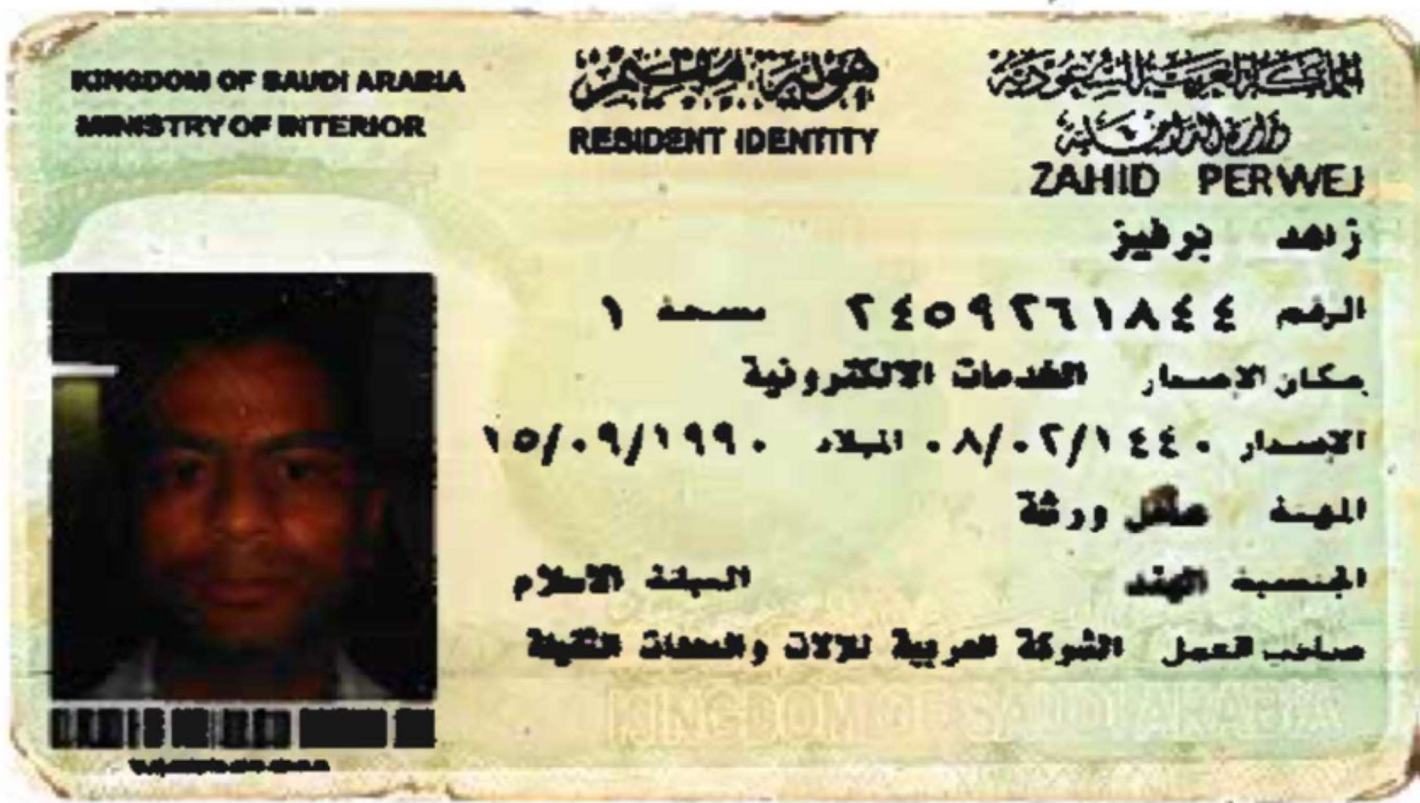 KINGDOM OF SAUDI ARABIA
MINISTRY OF INTERIOR
هوية مقيم
RESIDENT IDENTITY
المملكة العربية السعودية
وزارة الداخلية
ZAHID PERWEJ
زاهد برفيز
الرقم ٢٤٥٩٢٦١٨٤٤ نسخة ١
مكان الإصدار الخدمات الالكترونية
الإصدار ٠٨/٠٢/١٤٤٠ الميلاد ١٥/٠٩/١٩٩٠
المهنة عامل ورشة
الجنسية الهند الديانة الاسلام
صاحب العمل الشركة العربية للالات والمعدات الثقيلة
KINGDOM OF SAUDI ARABIA